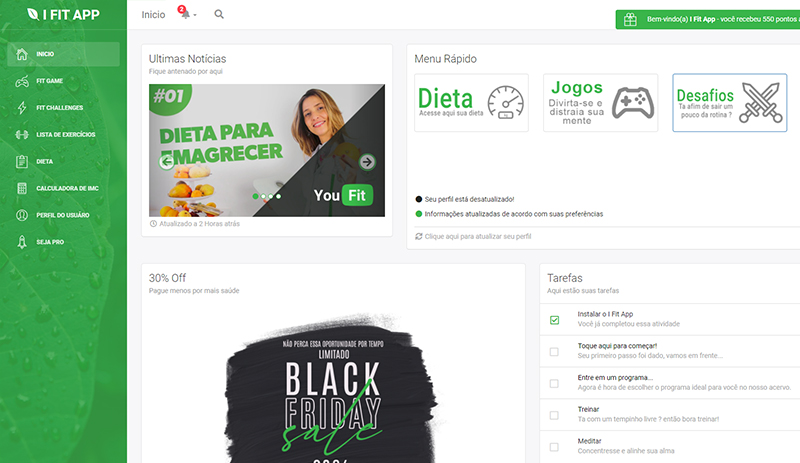 I FIT APP
INICIO
FIT GAME
FIT CHALLENGES
LISTA DE EXERCÍCIOS
DIETA
CALCULADORA DE IMC
PERFIL DO USUÁRO
SEJA PRO
Inicio
2
Bem-vindo(a) I Fit App - você recebeu 550 pontos a
Ultimas Notícias
Fique antenado por aqui
#01
DIETA PARA
EMAGRECER
You Fit
Atualizado a 2 Horas atrás
Menu Rápido
Dieta
Acesse aqui sua dieta
Jogos
Divirta-se e
distraia sua
mente
Desafios
Ta afim de sair um
pouco da rotina ?
Seu perfil está desatualizado!
Informações atualizadas de acordo com suas preferências
Clique aqui para atualizar seu perfil
30% Off
Pague menos por mais saúde
NÃO PERCA ESSA OPORTUNIDADE POR TEMPO
LIMITADO
BLACK
FRIDAY
sale
Tarefas
Aqui estão suas tarefas
Instalar o I Fit App
Você já completou essa atividade
Toque aqui para começar!
Seu primeiro passo foi dado, vamos em frente...
Entre em um programa...
Agora é hora de escolher o programa ideal para você no nosso acervo.
Treinar
Ta com um tempinho livre ? então bora treinar!
Meditar
Concentresse e alinhe sua alma